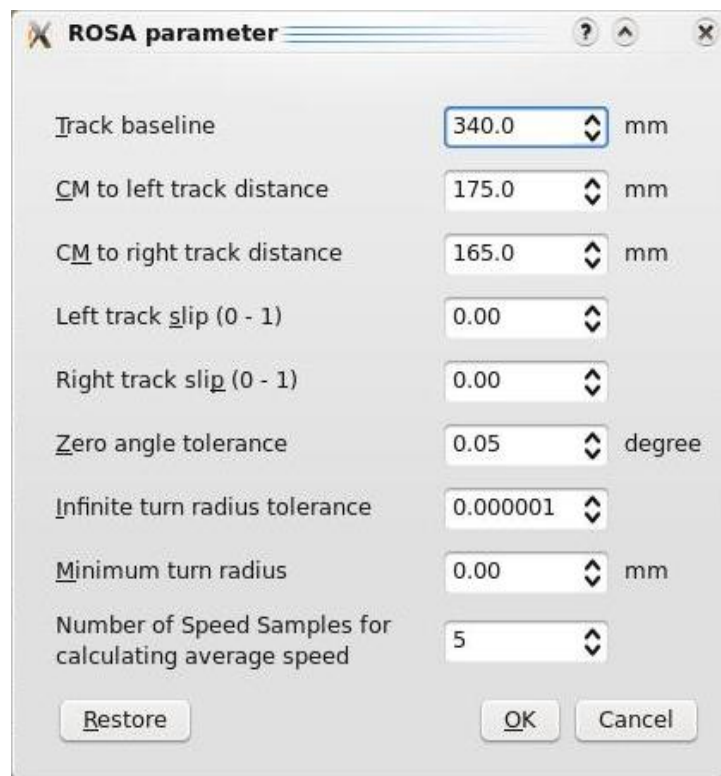 ROSA parameter
Track baseline 340.0 mm
CM to left track distance 175.0 mm
CM to right track distance 165.0 mm
Left track slip (0 - 1) 0.00
Right track slip (0 - 1) 0.00
Zero angle tolerance 0.05 degree
Infinite turn radius tolerance 0.000001
Minimum turn radius 0.00 mm
Number of Speed Samples for
calculating average speed 5
Restore OK Cancel